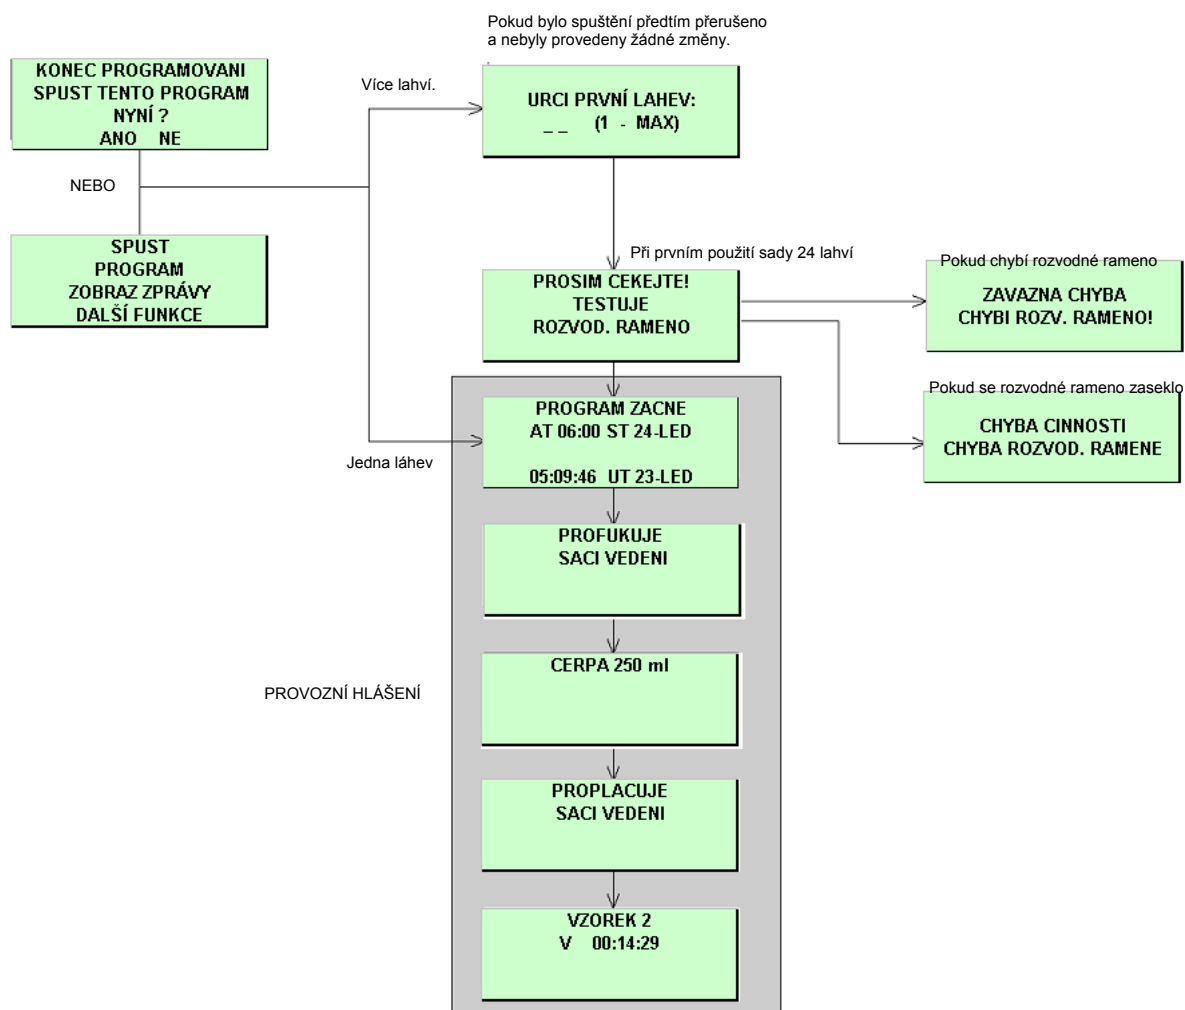 Pokud bylo spuštění předtím přerušeno
a nebyly provedeny žádné změny.
KONEC PROGRAMOVANI
SPUST TENTO PROGRAM
NYNÍ ?
ANO NE
Více lahví.
URCI PRVNÍ LAHEV:
_ _ (1 - MAX)
NEBO
SPUST
PROGRAM
ZOBRAZ ZPRÁVY
DALŠÍ FUNKCE
Při prvním použití sady 24 lahví
PROSIM CEKEJTE!
TESTUJE
ROZVOD. RAMENO
Pokud chybí rozvodné rameno
ZAVAZNA CHYBA
CHYBI ROZV. RAMENO!
Pokud se rozvodné rameno zaseklo
CHYBA CINNOSTI
CHYBA ROZVOD. RAMENE
Jedna láhev
PROGRAM ZACNE
AT 06:00 ST 24-LED
05:09:46 UT 23-LED
PROFUKUJE
SACI VEDENI
PROVOZNÍ HLÁŠENÍ
CERPA 250 ml
PROPLACUJE
SACI VEDENI
VZOREK 2
V 00:14:29